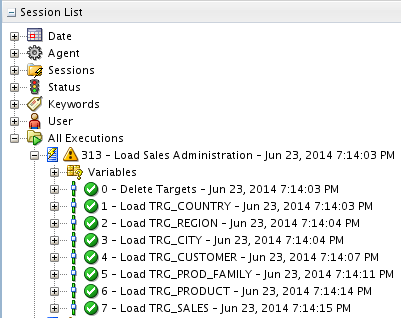 Session List
Date
Agent
Sessions
Status
Keywords
User
All Executions
313 - Load Sales Administration - Jun 23, 2014 7:14:03 PM
Variables
0 - Delete Targets - Jun 23, 2014 7:14:03 PM
1 - Load TRG_COUNTRY - Jun 23, 2014 7:14:03 PM
2 - Load TRG_REGION - Jun 23, 2014 7:14:04 PM
3 - Load TRG_CITY - Jun 23, 2014 7:14:04 PM
4 - Load TRG_CUSTOMER - Jun 23, 2014 7:14:07 PM
5 - Load TRG_PROD_FAMILY - Jun 23, 2014 7:14:11 PM
6 - Load TRG_PRODUCT - Jun 23, 2014 7:14:14 PM
7 - Load TRG_SALES - Jun 23, 2014 7:14:15 PM